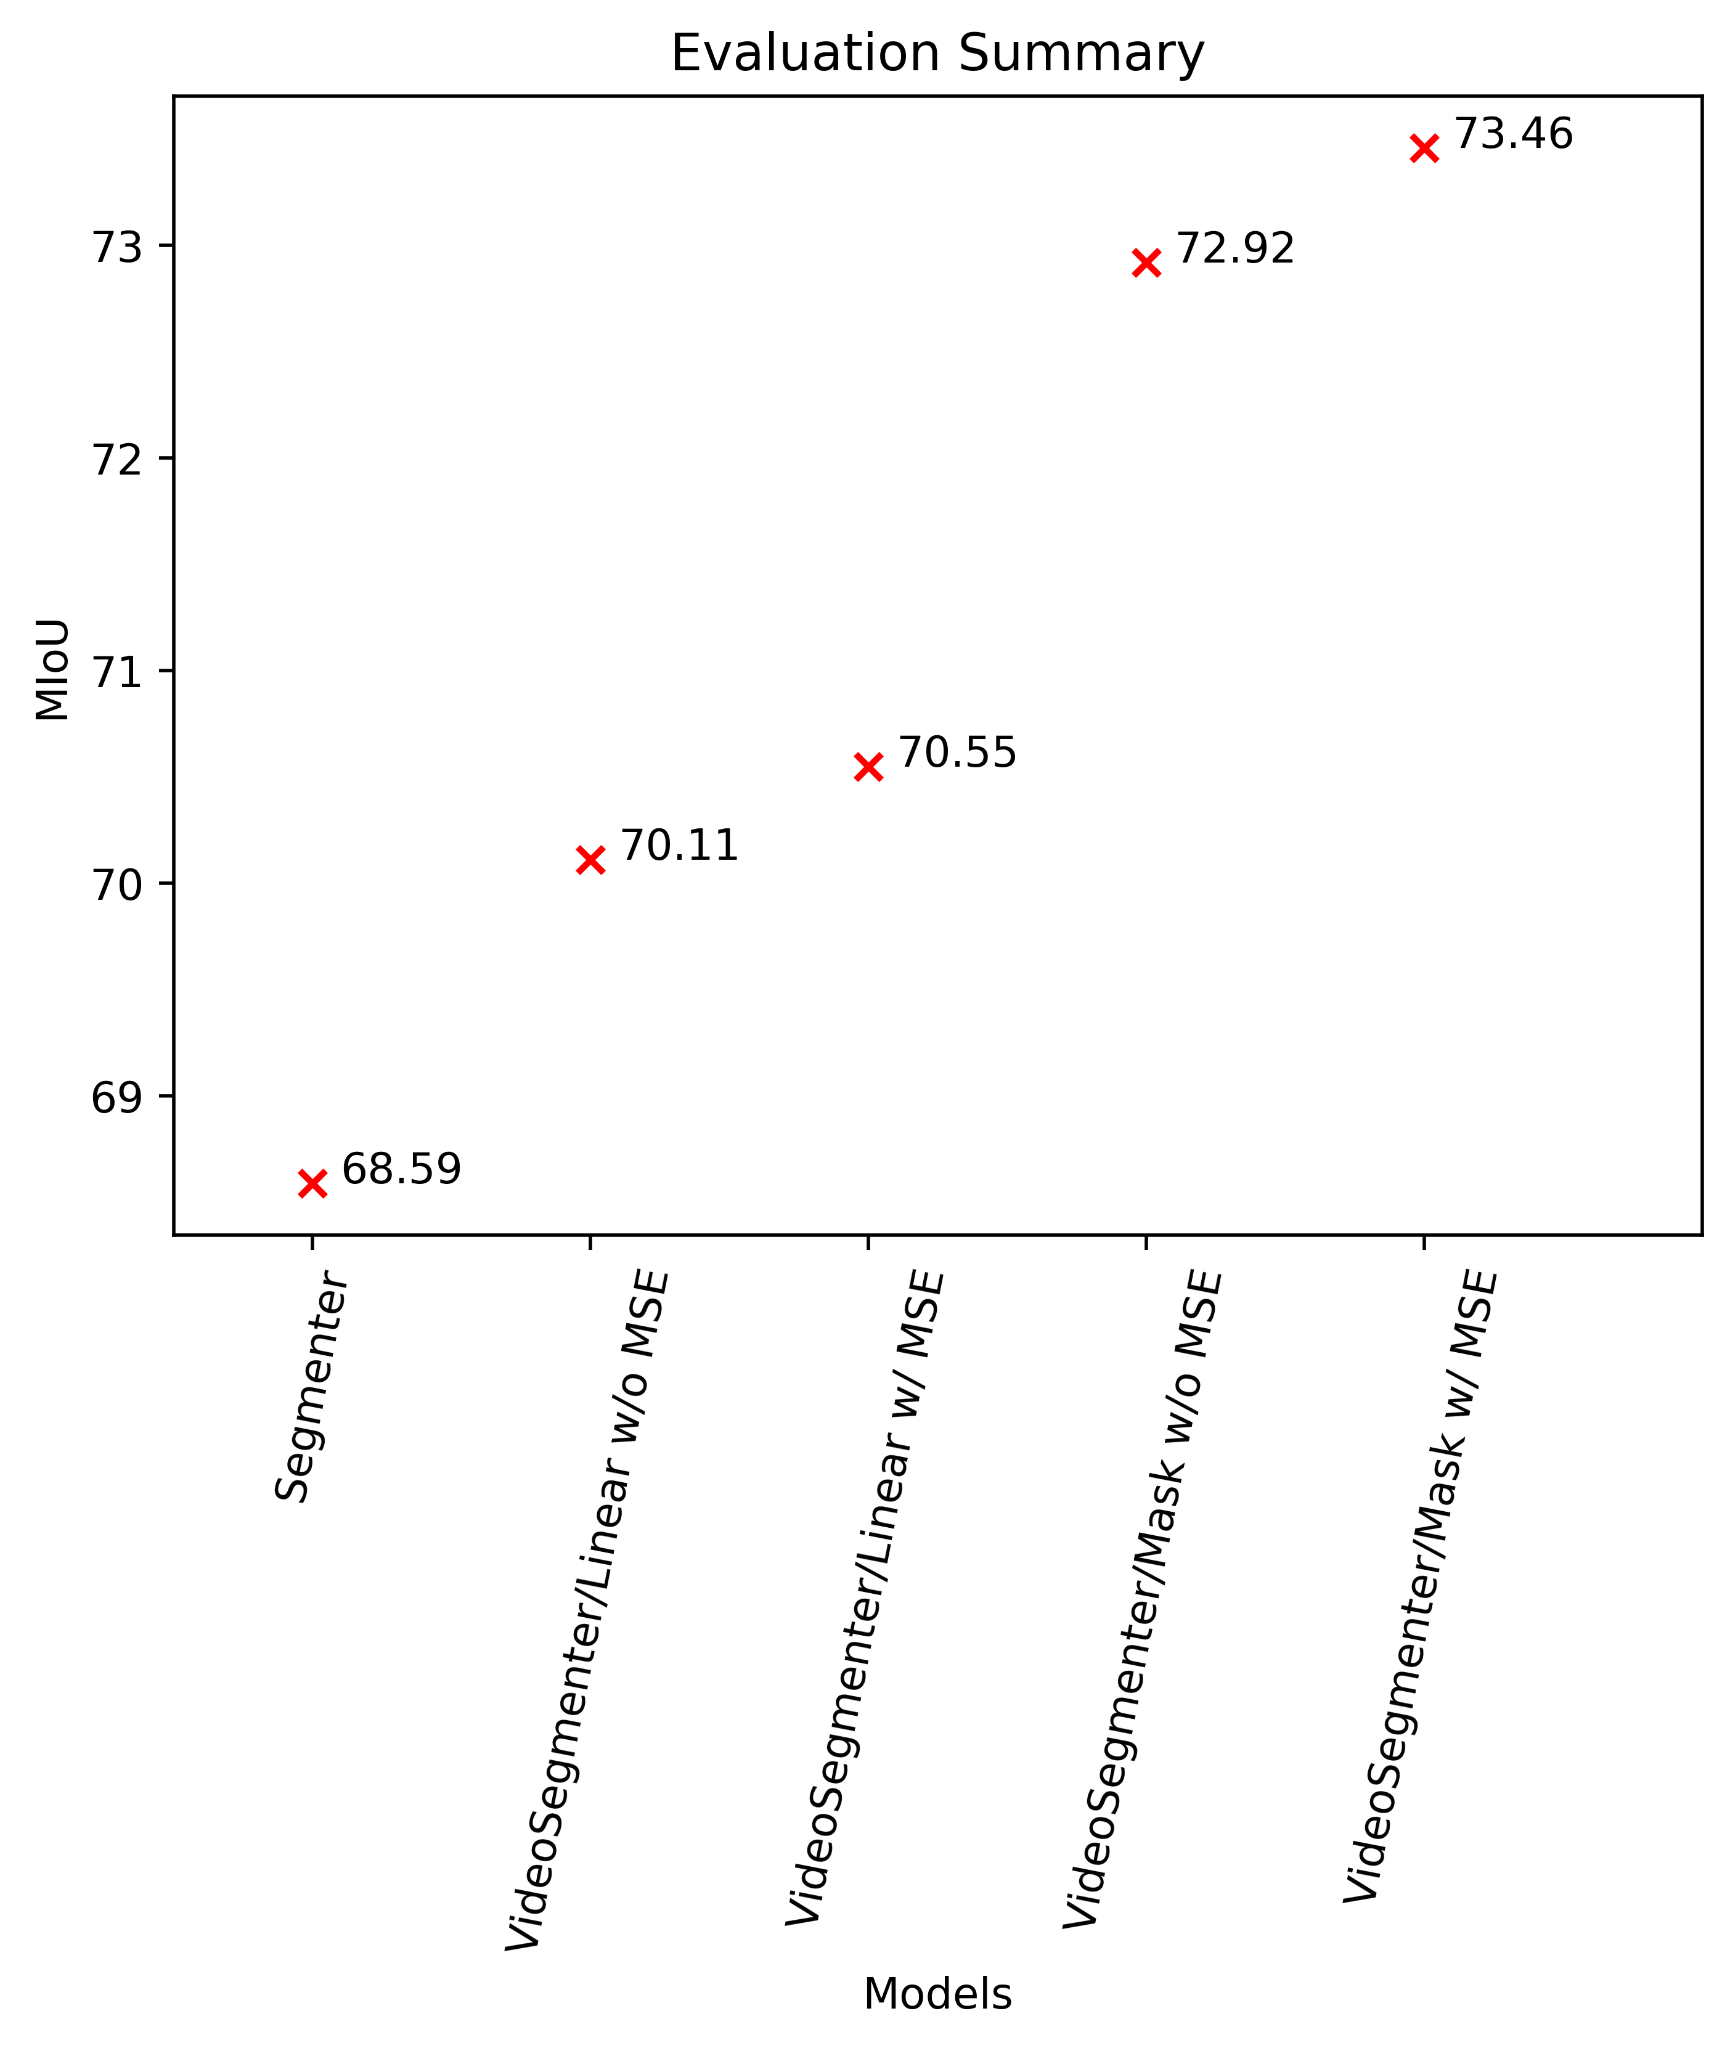 Evaluation Summary
MIoU
73
72
71
70
69
73.46
72.92
70.55
70.11
68.59
Segmenter
VideoSegmenter/Linear w/o MSE
VideoSegmenter/Linear w/ MSE
VideoSegmenter/Mask w/o MSE
VideoSegmenter/Mask w/ MSE
Models